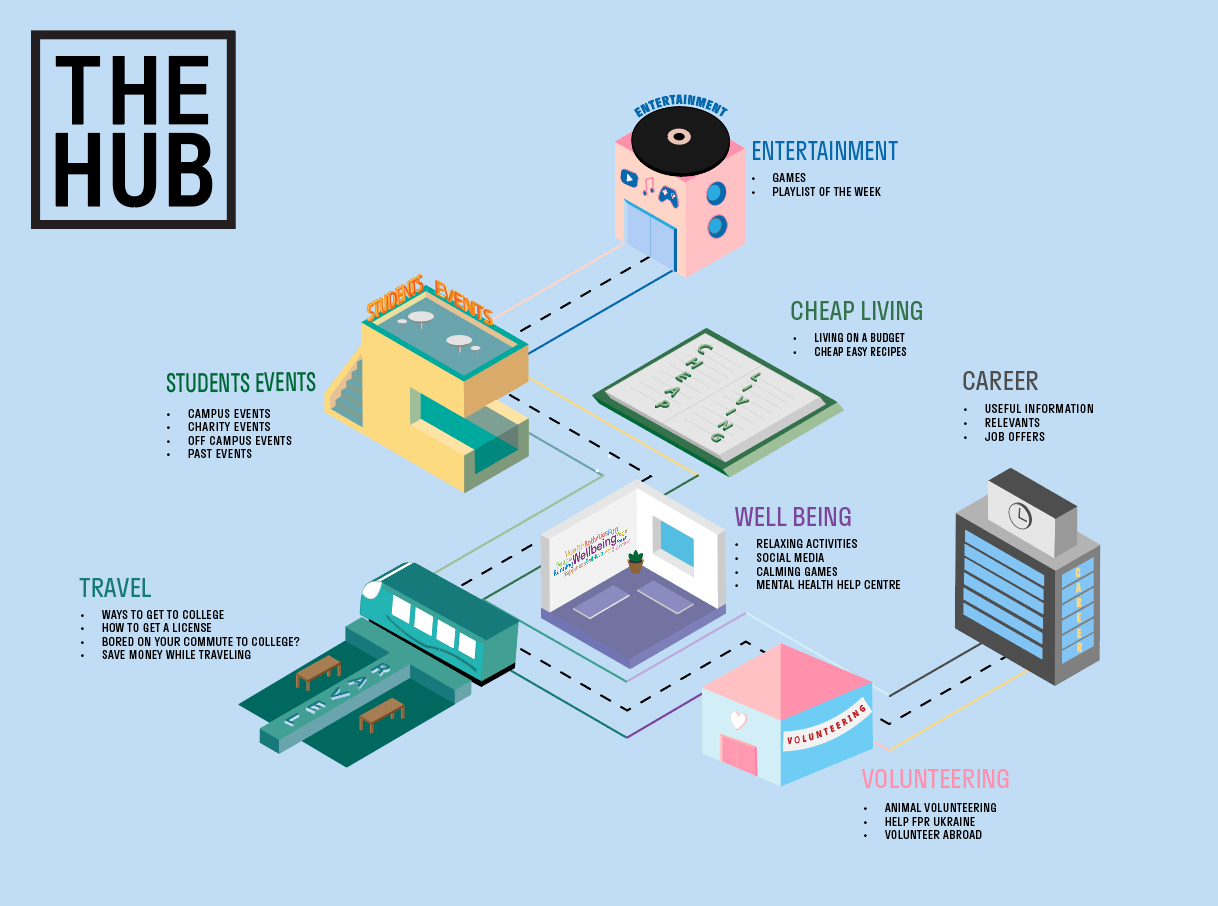 THE
HUB
ENTERTAINMENT
ENTERTAINMENT
• GAMES
• PLAYLIST OF THE WEEK
STUDENTS EVENTS
CHEAP LIVING
• LIVING ON A BUDGET
• CHEAP EASY RECIPES
CHEAP
LIVING
STUDENTS EVENTS
• CAMPUS EVENTS
• CHARITY EVENTS
• OFF CAMPUS EVENTS
• PAST EVENTS
CAREER
• USEFUL INFORMATION
• RELEVANTS
• JOB OFFERS
CAREER
WELL BEING
• RELAXING ACTIVITIES
• SOCIAL MEDIA
• CALMING GAMES
• MENTAL HEALTH HELP CENTRE
Wellbeing
Running
TRAVEL
• WAYS TO GET TO COLLEGE
• HOW TO GET A LICENSE
• BORED ON YOUR COMMUTE TO COLLEGE?
• SAVE MONEY WHILE TRAVELING
VOLUNTEERING
VOLUNTEERING
• ANIMAL VOLUNTEERING
• HELP FPR UKRAINE
• VOLUNTEER ABROAD